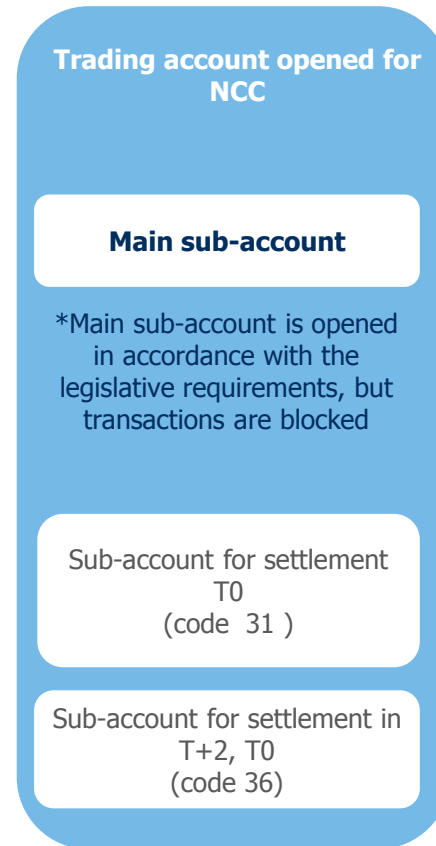 Trading account opened for
NCC
Main sub-account
*Main sub-account is opened
in accordance with the
legislative requirements, but
transactions are blocked
Sub-account for settlement
T0
(code  31 )
Sub-account for settlement in
T+2, T0
(code 36)